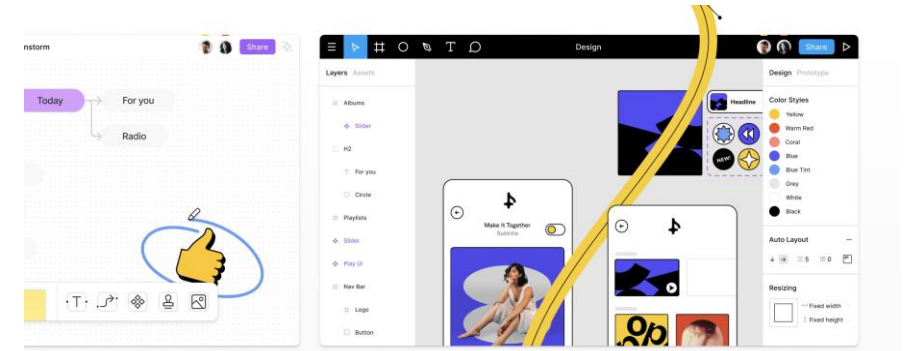 nstorm
Share
Today
For you
Radio
T
T
Design
Share
Layers Assets
Albums
Slider
H2
T For you
Circle
Playlists
Slider
Play UI
Nav Bar
Logo
Button
Make It Together
Subtitle
Headline
NEW!
op
Design Prototype
Color Styles
Yellow
Warm Red
Coral
Blue
Blue Tint
Grey
White
Black
Auto Layout
5 0
Resizing
Fixed width
Fixed height